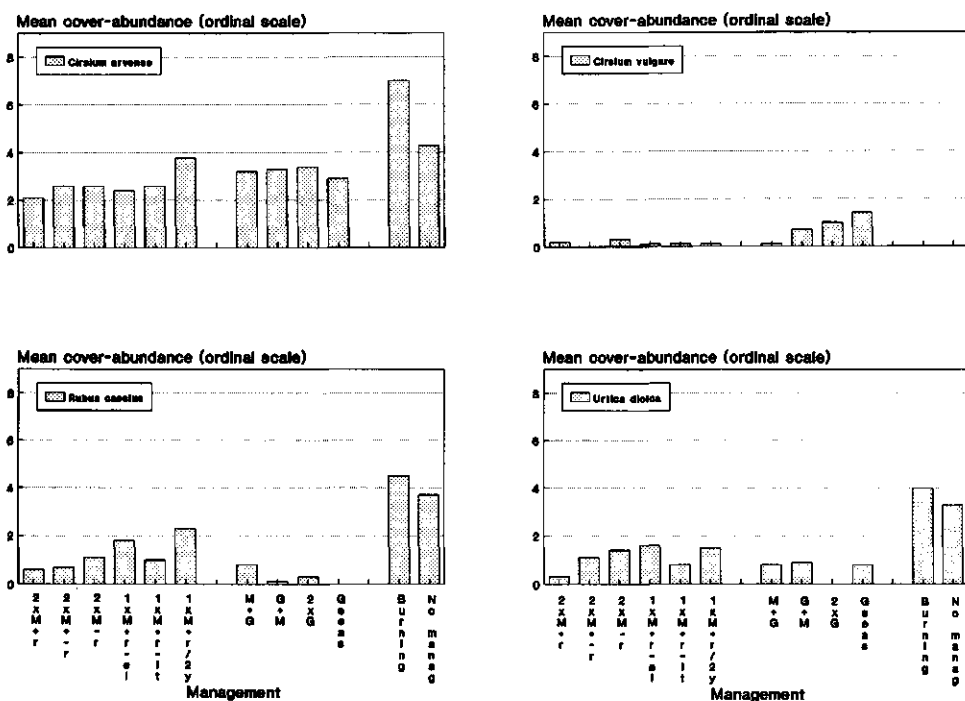 Mean cover-abundance (ordinal scale)
Cirsium arvense
8
6
4
2
0
Mean cover-abundance (ordinal scale)
Cirsium vulgare
8
6
4
2
0
Mean cover-abundance (ordinal scale)
Rubus caesius
8
6
4
2
0
2xM+r
2xM+-r
2xM-r
1xM+r-el
1xM+r-lt
1xM+r/2y
M+G
G+M
2xG
Geeas
Burning
No manag
Management
Mean cover-abundance (ordinal scale)
Urtica dioica
8
6
4
2
0
2xM+r
2xM+-r
2xM-r
1xM+r-el
1xM+r-lt
1xM+r/2y
M+G
G+M
2xG
Geeas
Burning
No manag
Management